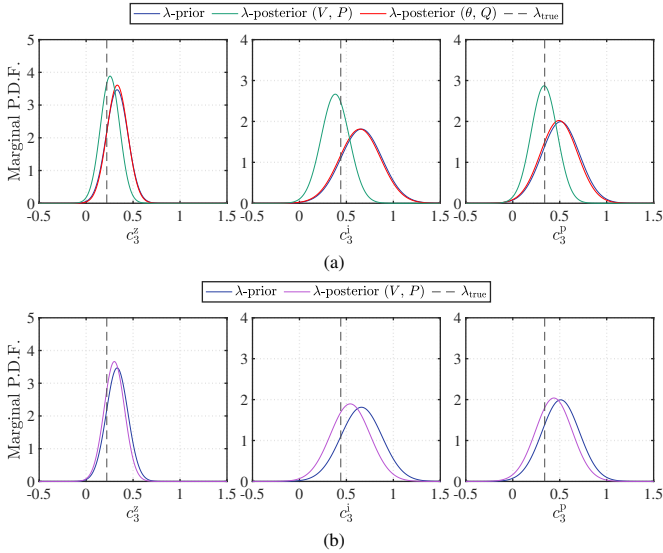 λ-prior λ-posterior (V, P) λ-posterior (θ, Q) λtrue
Marginal P.D.F.
5 4 3 2 1 0
-0.5 0 0.5 1 1.5
c₃ᶻ
4 3 2 1 0
-0.5 0 0.5 1 1.5
c₃ⁱ
4 3 2 1 0
-0.5 0 0.5 1 1.5
c₃ᵖ
(a)
λ-prior λ-posterior (V, P) λtrue
Marginal P.D.F.
5 4 3 2 1 0
-0.5 0 0.5 1 1.5
c₃ᶻ
4 3 2 1 0
-0.5 0 0.5 1 1.5
c₃ⁱ
4 3 2 1 0
-0.5 0 0.5 1 1.5
c₃ᵖ
(b)